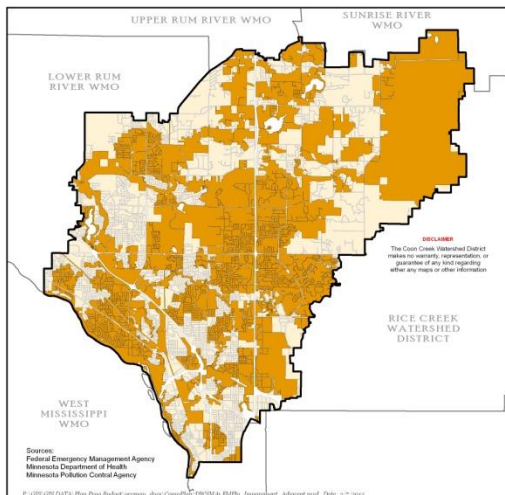 UPPER RUM RIVER WMO
SUNRISE RIVER
WMO
LOWER RUM
RIVER WMO
DISCLAIMER
The Coon Creek Watershed District
makes no warranty, representation, or
guarantee of any kind regarding
either any maps or other information
RICE CREEK
WATERSHED
DISTRICT
WEST
MISSISSIPPI
WMO
Sources:
Federal Emergency Management Agency
Minnesota Department of Health
Minnesota Pollution Control Agency